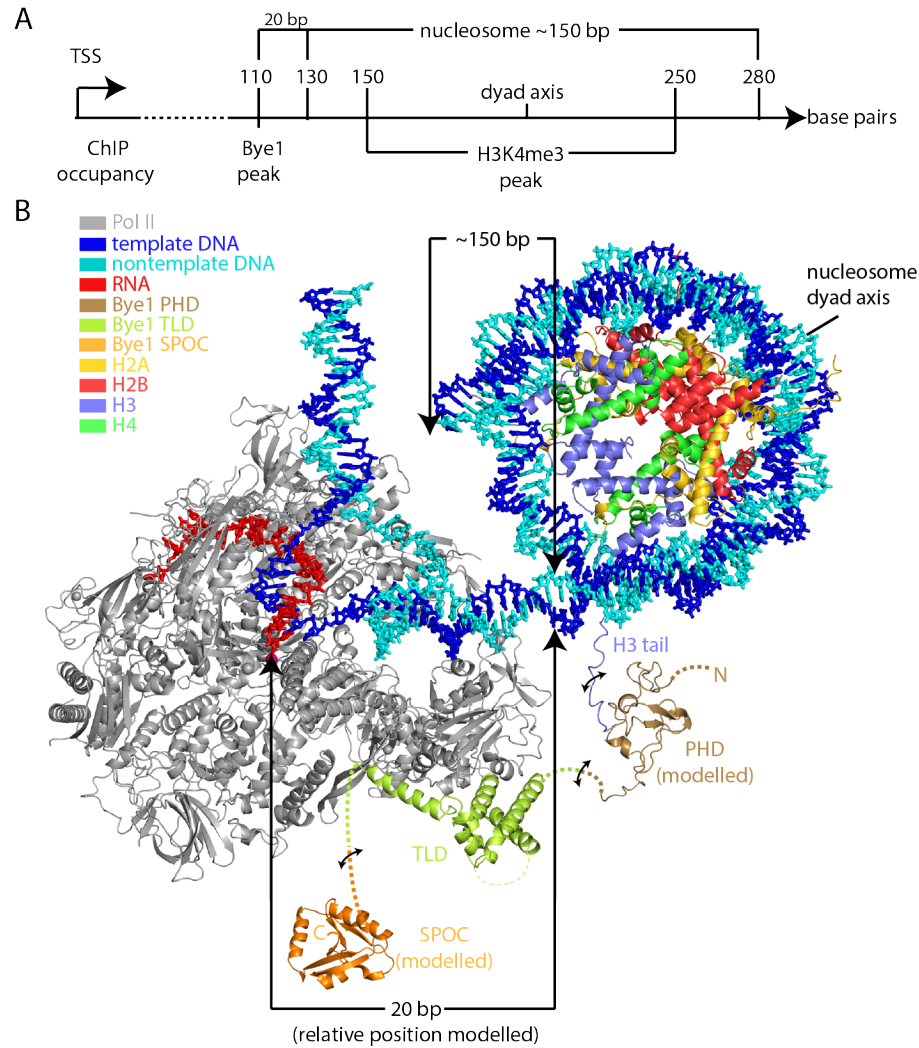 A
20 bp
nucleosome ~150 bp
TSS
110
130
150
250
280
dyad axis
base pairs
ChIP
occupancy
Bye1
peak
H3K4me3
peak
B
Pol II
template DNA
nontemplate DNA
RNA
Bye1 PHD
Bye1 TLD
Bye1 SPOC
H2A
H2B
H3
H4
~150 bp
nucleosome
dyad axis
H3 tail
N
PHD
(modelled)
TLD
C
SPOC
(modelled)
20 bp
(relative position modelled)